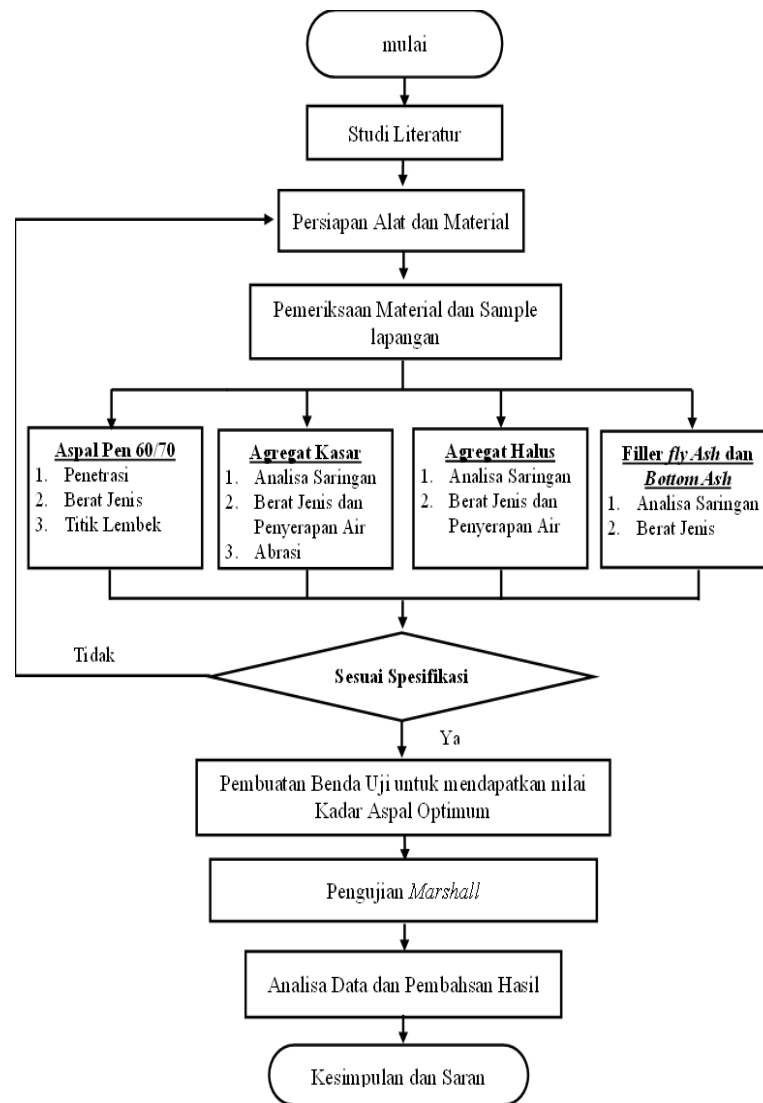 mulai
Studi Literatur
Persiapan Alat dan Material
Pemeriksaan Material dan Sample
lapangan
Aspal Pen 60/70
1. Penetrasi
2. Berat Jenis
3. Titik Lembek
Agregat Kasar
1. Analisa Saringan
2. Berat Jenis dan
Penyerapan Air
3. Abrasi
Agregat Halus
1. Analisa Saringan
2. Berat Jenis dan
Penyerapan Air
Filler fly Ash dan
Bottom Ash
1. Analisa Saringan
2. Berat Jenis
Tidak
Sesuai Spesifikasi
Ya
Pembuatan Benda Uji untuk mendapatkan nilai
Kadar Aspal Optimum
Pengujian Marshall
Analisa Data dan Pembahsan Hasil
Kesimpulan dan Saran